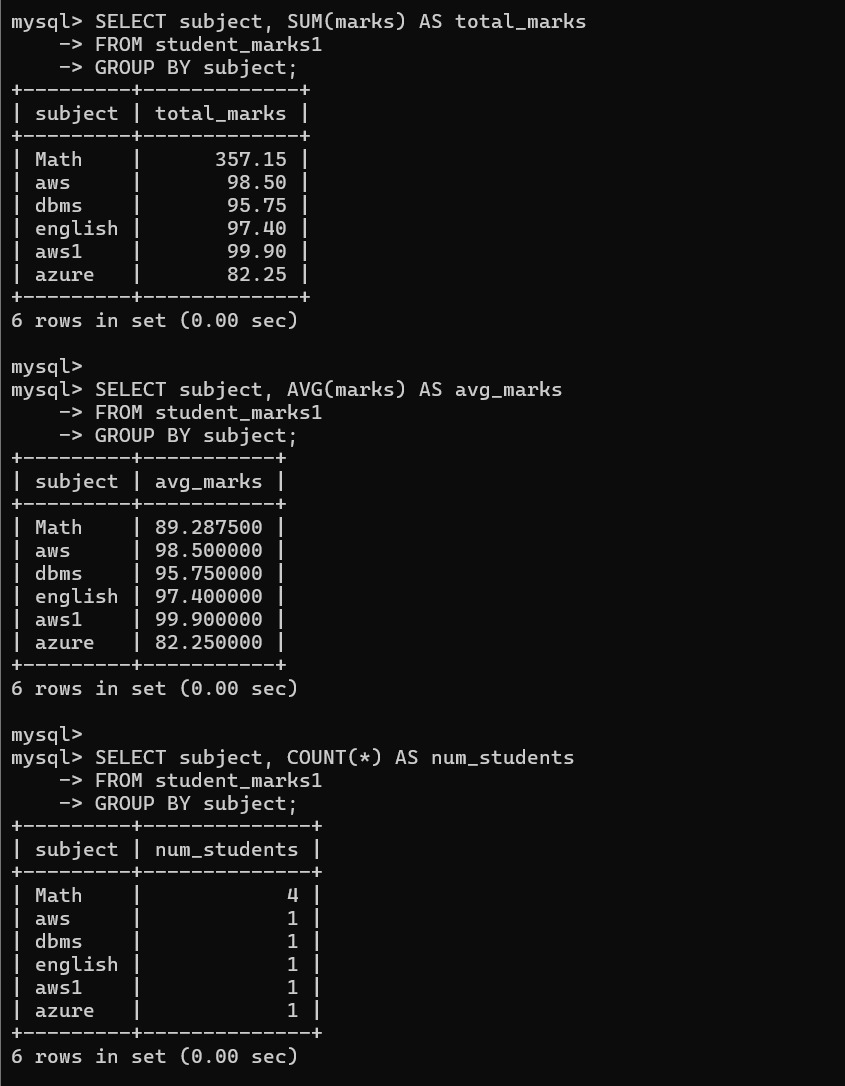 mysql> SELECT subject, SUM(marks) AS total_marks
    -> FROM student_marks1
    -> GROUP BY subject;
+---------+-------------+
| subject | total_marks |
+---------+-------------+
| Math    |      357.15 |
| aws     |       98.50 |
| dbms    |       95.75 |
| english |       97.40 |
| aws1    |       99.90 |
| azure   |       82.25 |
+---------+-------------+
6 rows in set (0.00 sec)

mysql>
mysql> SELECT subject, AVG(marks) AS avg_marks
    -> FROM student_marks1
    -> GROUP BY subject;
+---------+-----------+
| subject | avg_marks |
+---------+-----------+
| Math    | 89.287500 |
| aws     | 98.500000 |
| dbms    | 95.750000 |
| english | 97.400000 |
| aws1    | 99.900000 |
| azure   | 82.250000 |
+---------+-----------+
6 rows in set (0.00 sec)

mysql>
mysql> SELECT subject, COUNT(*) AS num_students
    -> FROM student_marks1
    -> GROUP BY subject;
+---------+--------------+
| subject | num_students |
+---------+--------------+
| Math    |            4 |
| aws     |            1 |
| dbms    |            1 |
| english |            1 |
| aws1    |            1 |
| azure   |            1 |
+---------+--------------+
6 rows in set (0.00 sec)